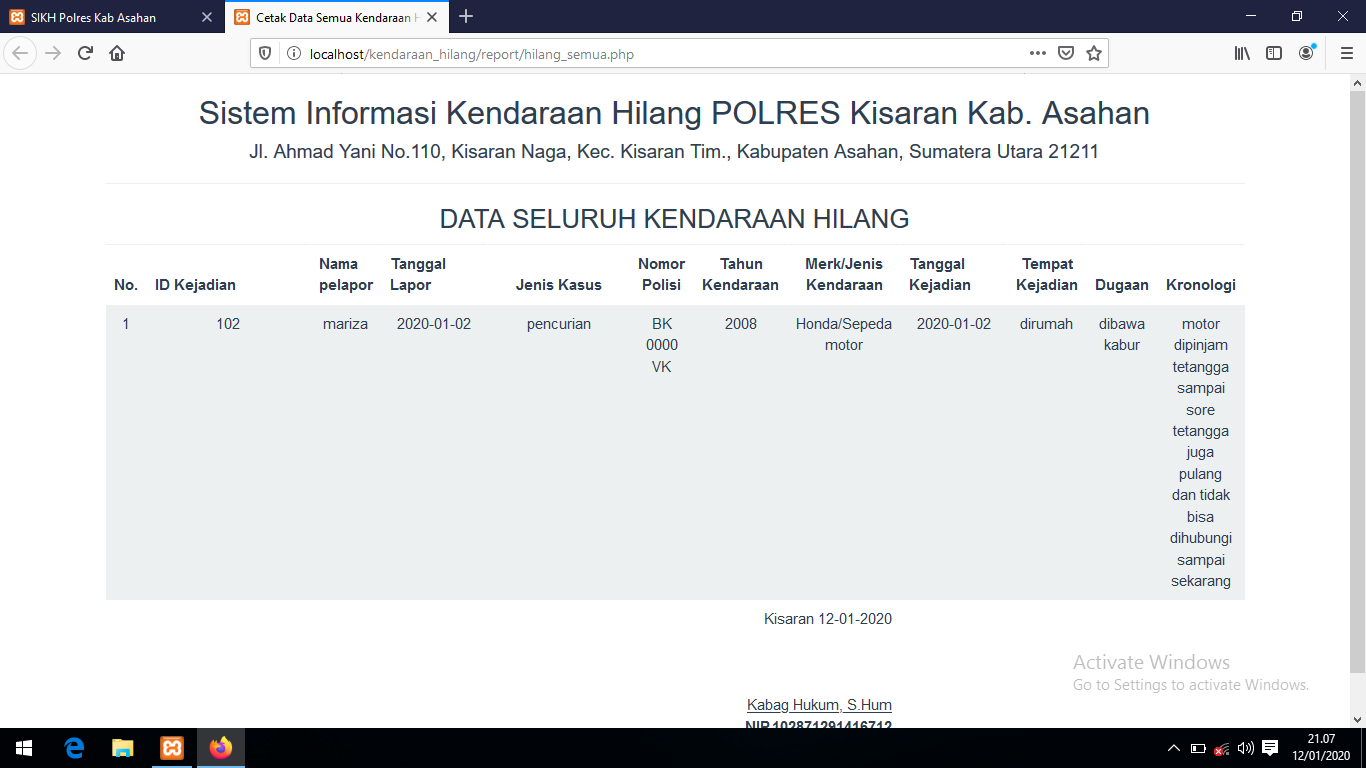 SIKH Polres Kab Asahan
Cetak Data Semua Kendaraan H
localhost/kendaraan_hilang/report/hilang_semua.php
Sistem Informasi Kendaraan Hilang POLRES Kisaran Kab. Asahan
Jl. Ahmad Yani No.110, Kisaran Naga, Kec. Kisaran Tim., Kabupaten Asahan, Sumatera Utara 21211
DATA SELURUH KENDARAAN HILANG
No.
ID Kejadian
Nama
pelapor
Tanggal
Lapor
Jenis Kasus
Nomor
Polisi
Tahun
Kendaraan
Merk/Jenis
Kendaraan
Tanggal
Kejadian
Tempat
Kejadian
Dugaan
Kronologi
1
102
mariza
2020-01-02
pencurian
BK
0000
VK
2008
Honda/Sepeda
motor
2020-01-02
dirumah
dibawa
kabur
motor
dipinjam
tetangga
sampai
sore
tetangga
juga
pulang
dan tidak
bisa
dihubungi
sampai
sekarang
Kisaran 12-01-2020
Kabag Hukum, S.Hum
NIP.102871291416712
Activate Windows
Go to Settings to activate Windows.
21.07
12/01/2020